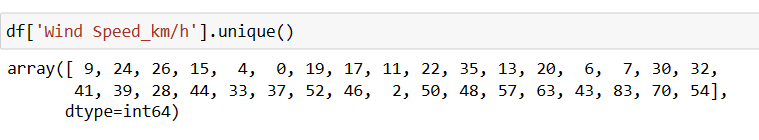 df['Wind Speed_km/h'].unique()
array([ 9, 24, 26, 15,  4,  0, 19, 17, 11, 22, 35, 13, 20,  6,  7, 30, 32,
       41, 39, 28, 44, 33, 37, 52, 46,  2, 50, 48, 57, 63, 43, 83, 70, 54],
      dtype=int64)